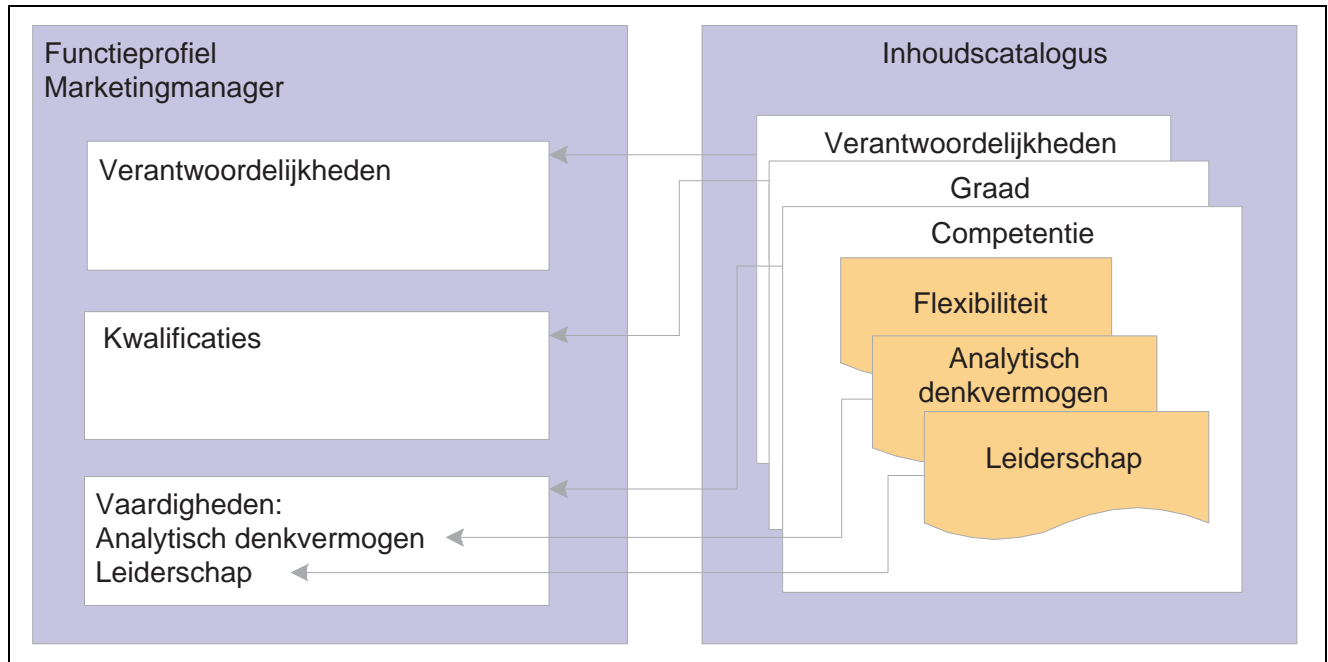 Functieprofiel
Marketingmanager
Verantwoordelijkheden
Kwalificaties
Vaardigheden:
Analytisch denkvermogen
Leiderschap
Inhoudscatalogus
Verantwoordelijkheden
Graad
Competentie
Flexibiliteit
Analytisch
denkvermogen
Leiderschap